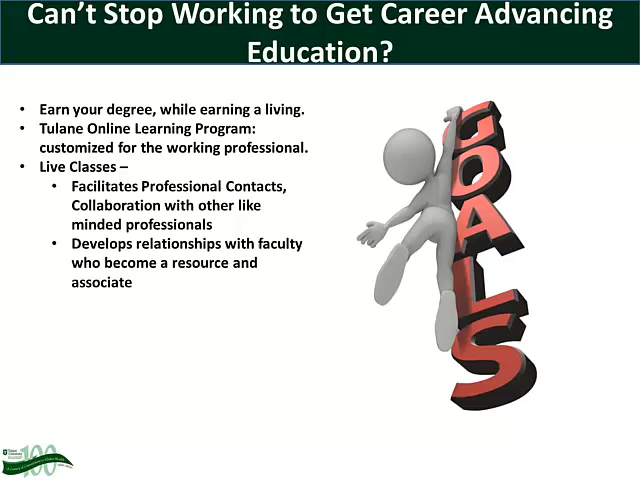 Can't Stop Working to Get Career Advancing
Education?
• Earn your degree, while earning a living.
• Tulane Online Learning Program:
customized for the working professional.
• Live Classes –
• Facilitates Professional Contacts,
Collaboration with other like
minded professionals
• Develops relationships with faculty
who become a resource and
associate
GOALS
Tulane
100